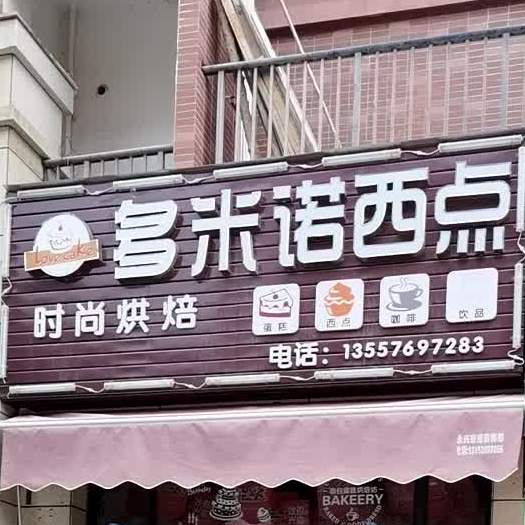 多米诺西点
Love cake
时尚烘焙
蛋糕 西点 咖啡 饮品
电话：13557697283
BAKEERY